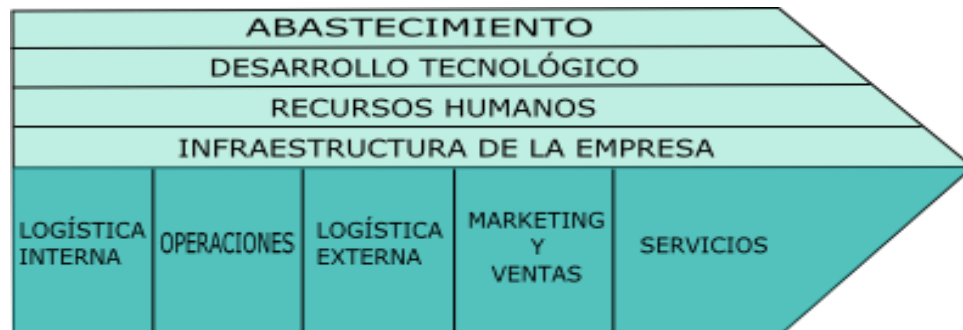 ABASTECIMIENTO
DESARROLLO TECNOLÓGICO
RECURSOS HUMANOS
INFRAESTRUCTURA DE LA EMPRESA
LOGÍSTICA
INTERNA
OPERACIONES
LOGÍSTICA
EXTERNA
MARKETING
Y
VENTAS
SERVICIOS